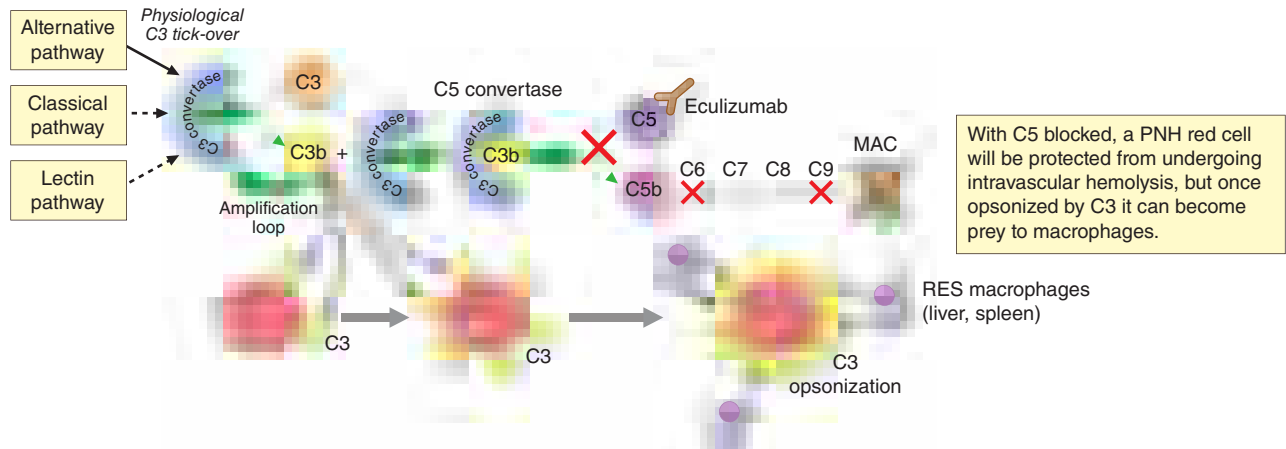 Alternative
pathway
Physiological
C3 tick-over
Classical
pathway
Lectin
pathway
C3 convertase
C3
C3b
+
Amplification
loop
C5 convertase
C3 convertase
C3 convertase
C3b
C5
Eculizumab
C5b
C6
C7
C8
C9
MAC
With C5 blocked, a PNH red cell
will be protected from undergoing
intravascular hemolysis, but once
opsonized by C3 it can become
prey to macrophages.
C3
C3
C3
opsonization
RES macrophages
(liver, spleen)